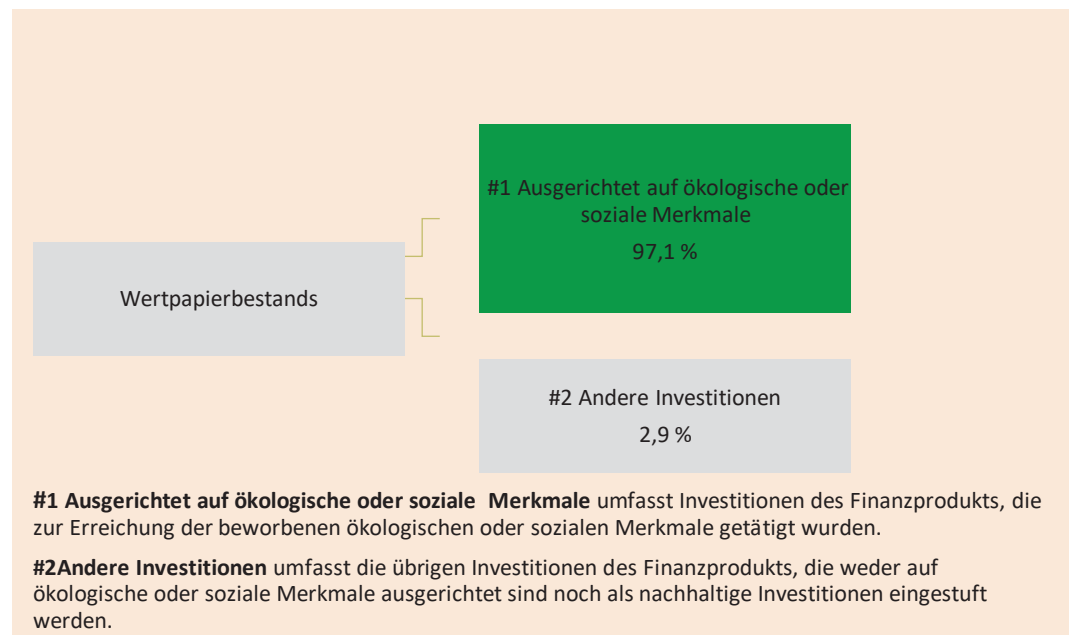 #1 Ausgerichtet auf ökologische oder
soziale Merkmale
97,1 %
Wertpapierbestands
#2 Andere Investitionen
2,9 %
#1 Ausgerichtet auf ökologische oder soziale Merkmale umfasst Investitionen des Finanzprodukts, die
zur Erreichung der beworbenen ökologischen oder sozialen Merkmale getätigt wurden.
#2Andere Investitionen umfasst die übrigen Investitionen des Finanzprodukts, die weder auf
ökologische oder soziale Merkmale ausgerichtet sind noch als nachhaltige Investitionen eingestuft
werden.